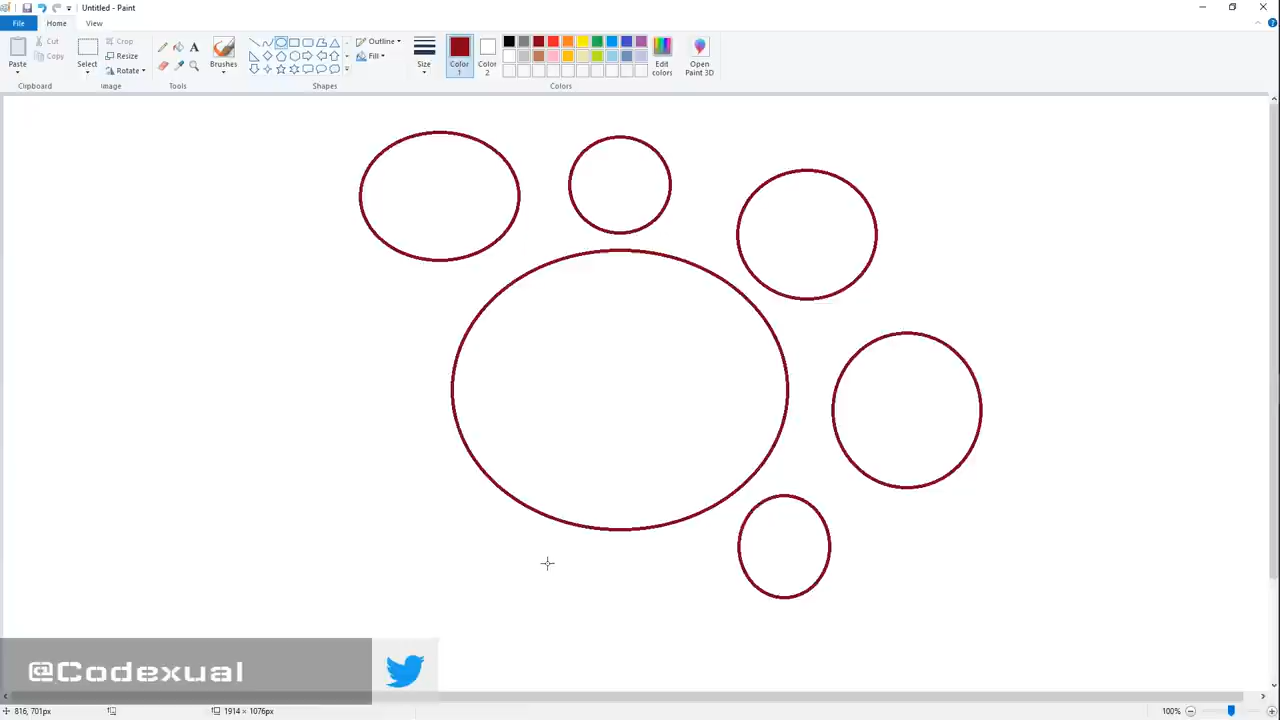 Untitled - Paint
File
Home
View
Paste
Cut
Copy
Clipboard
Select
Crop
Resize
Rotate
Image
A
Tools
Brushes
Outline
Fill
Shapes
Size
Color 1
Color 2
Edit colors
Colors
Open Paint 3D
@Codexual
816, 701px
1914 × 1076px
100%